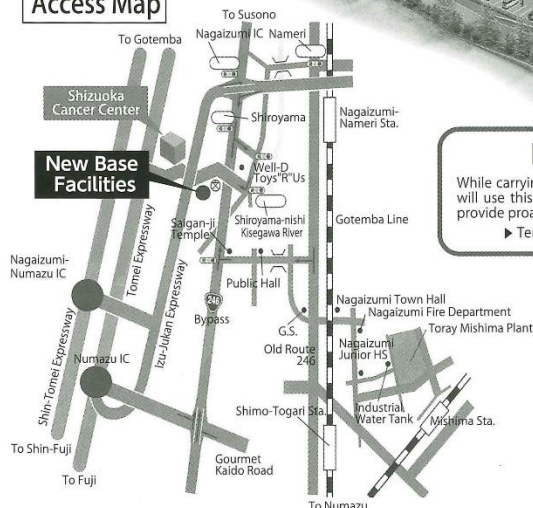 Access Map
To Susono
Nagaizumi IC
Nameri
To Gotemba
Shizuoka
Cancer Center
Shiroyama
Nagaizumi-
Nameri Sta.
New Base
Facilities
Well-D
Toys"R"Us
While carryin
will use this
provide proa
▶ Te
Shiroyama-nishi
Kisegawa River
Saigan-ji
Temple
Gotemba Line
Nagaizumi-
Numazu IC
Tomei Expressway
Izu-Jukan Expressway
Public Hall
246
Bypass
Nagaizumi Town Hall
Nagaizumi Fire Department
Toray Mishima Plant
G.S.
Old Route
246
Nagaizumi
Junior HS
Shin-Tomei Expressway
Numazu IC
Industrial
Water Tank
Shimo-Togari Sta.
Mishima Sta.
To Shin-Fuji
To Fuji
Gourmet
Kaido Road
To Numazu